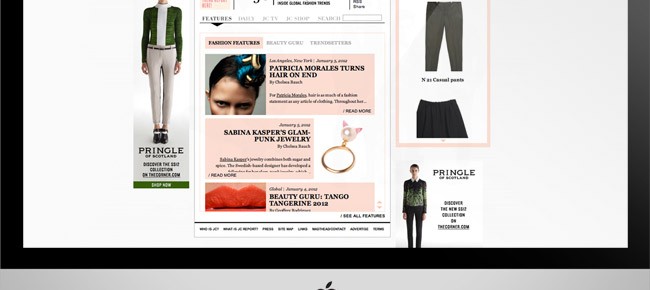 INSIDE GLOBAL FASHION TRENDS
RSS
Share
FEATURES DAILY JC TV JC SHOP SEARCH
FASHION FEATURES BEAUTY GURU TRENDSETTERS
Los Angeles, New York | January 5, 2012
PATRICIA MORALES TURNS
HAIR ON END
By Chelsea Rauch
For Patricia Morales, hair is as much of a fashion
statement as any article of clothing. Throughout her...
/ READ MORE
January 5, 2012
SABINA KASPER'S GLAM-
PUNK JEWELRY
By Chelsea Rauch
Sabina Kasper's jewelry combines both sugar and
spice. The Swedish-based designer has developed a
/ READ MORE
Global | January 4, 2012
BEAUTY GURU: TANGO
TANGERINE 2012
/ SEE ALL FEATURES
WHO IS JC? WHAT IS JC REPORT? PRESS SITE MAP LINKS MASTHEAD/CONTACT ADVERTISE TERMS
PRINGLE
OF SCOTLAND
DISCOVER THE
SS12 COLLECTION
ON THECORNER.COM
SHOP NOW
N 21 Casual pants
PRINGLE
OF SCOTLAND
DISCOVER
THE NEW SS12
COLLECTION
ON
THECORNER.COM